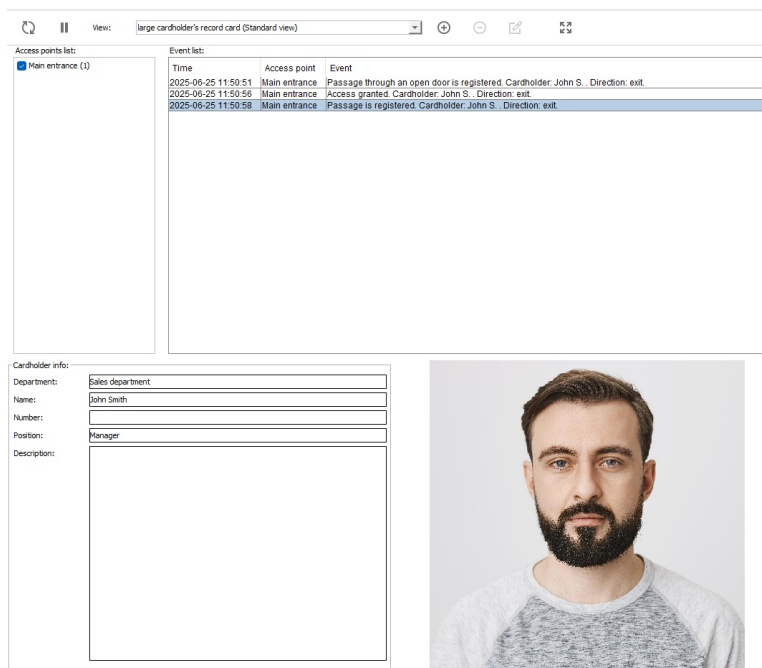 View: large cardholder's record card (Standard view)
Access points list: Event list:
Main entrance (1)
Time Access point Event
2025-06-25 11:50:51 Main entrance Passage through an open door is registered. Cardholder: John S. . Direction: exit.
2025-06-25 11:50:56 Main entrance Access granted. Cardholder: John S. . Direction: exit.
2025-06-25 11:50:58 Main entrance Passage is registered. Cardholder: John S. . Direction: exit.
Cardholder info:
Department: Sales department
Name: John Smith
Number:
Position: Manager
Description: